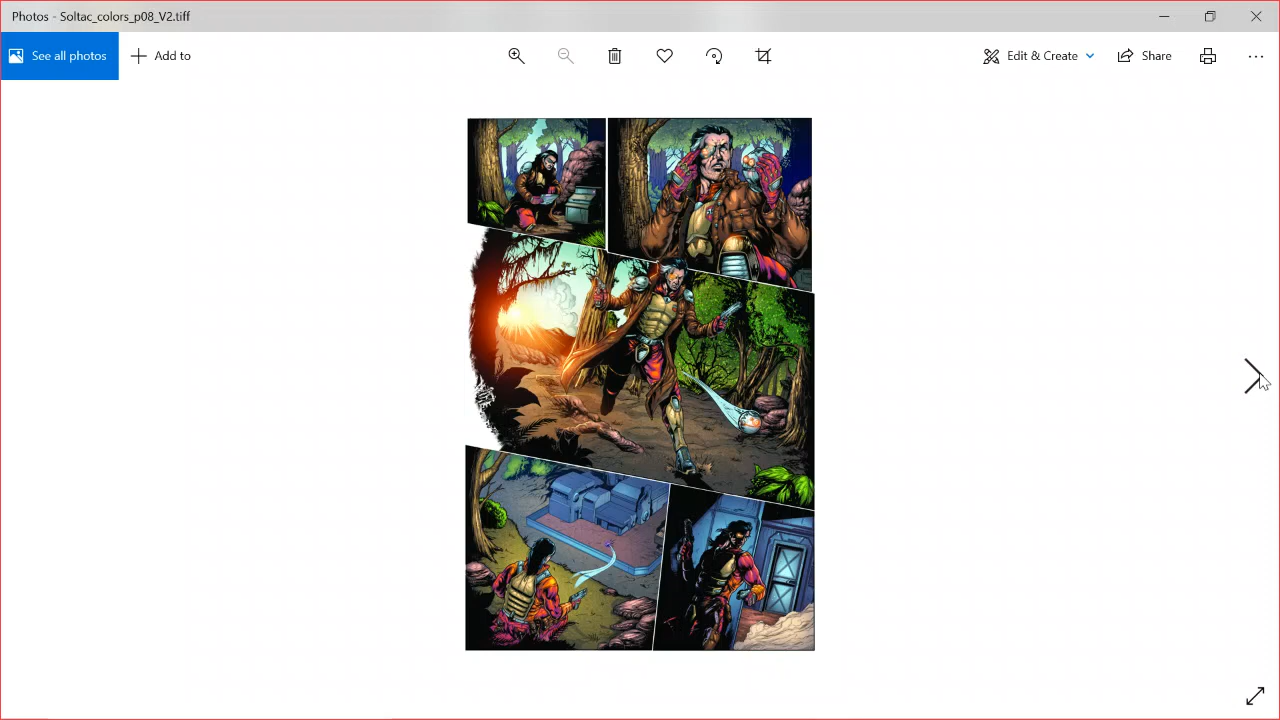 Photos - Soltac_colors_p08_V2.tiff
See all photos
Add to
Edit & Create
Share